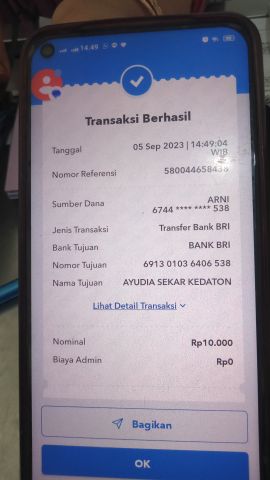 14.49
Transaksi Berhasil
Tanggal 05 Sep 2023 | 14:49:04 WIB
Nomor Referensi 580044658438
Sumber Dana ARNI
6744 **** **** 538
Jenis Transaksi Transfer Bank BRI
Bank Tujuan BANK BRI
Nomor Tujuan 6913 0103 6406 538
Nama Tujuan AYUDIA SEKAR KEDATON
Lihat Detail Transaksi
Nominal Rp10.000
Biaya Admin Rp0
Bagikan
OK